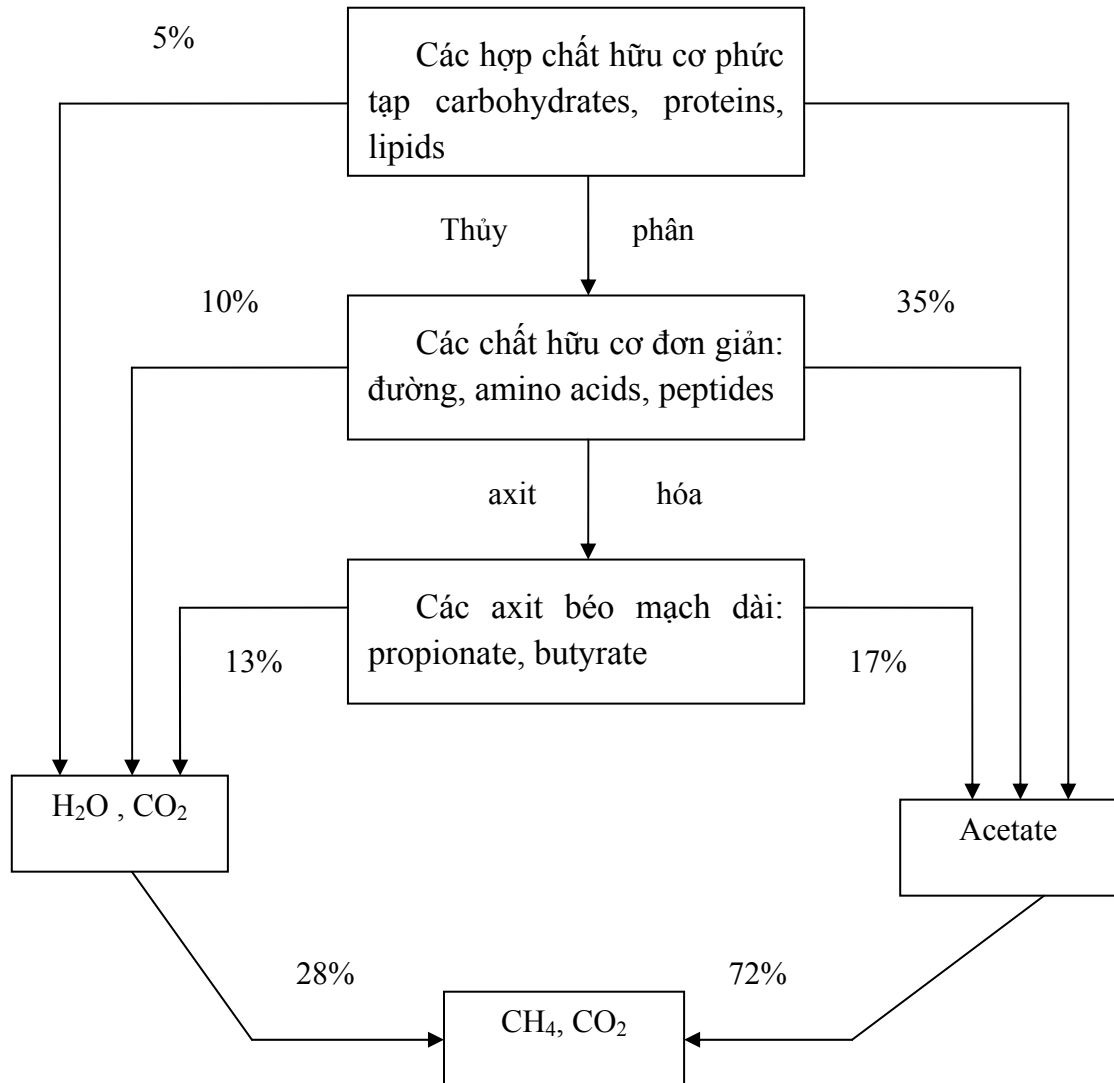 5%
Các hợp chất hữu cơ phức
tạp carbohydrates, proteins,
lipids
Thủy phân
10%
35%
Các chất hữu cơ đơn giản:
đường, amino acids, peptides
axit hóa
Các axit béo mạch dài:
propionate, butyrate
13%
17%
H₂O , CO₂
Acetate
28%
72%
CH₄, CO₂